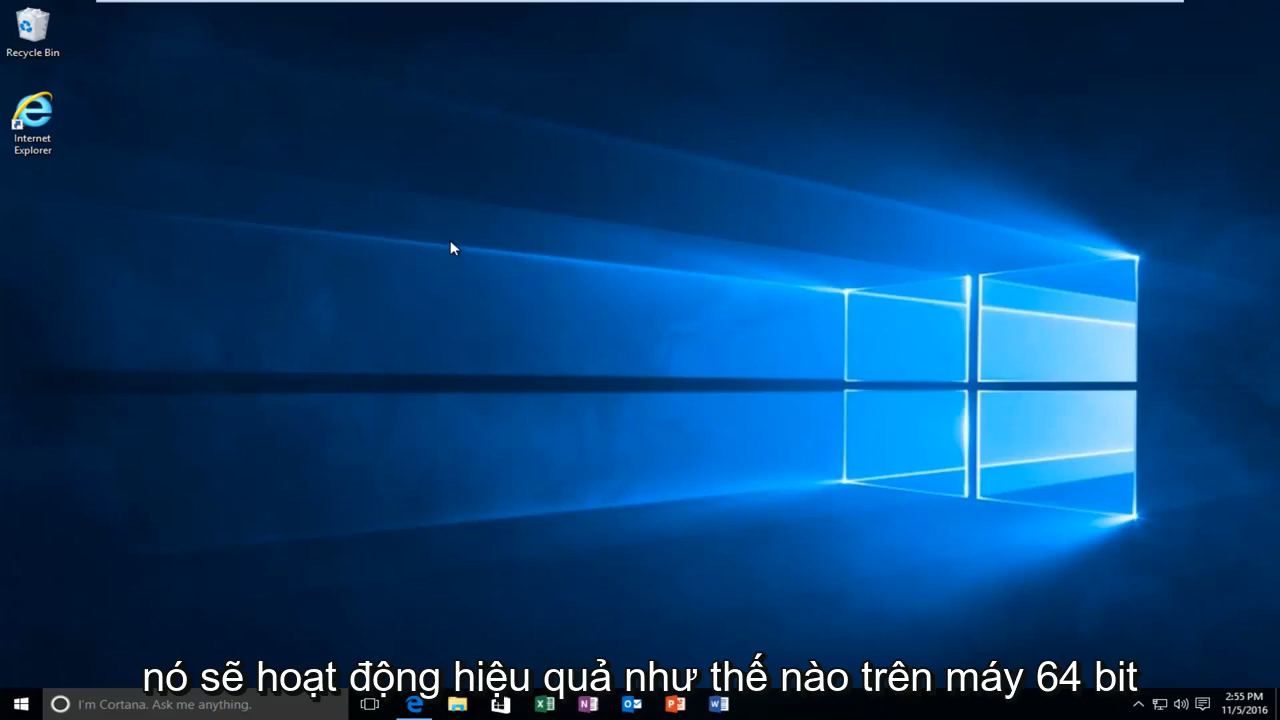 Recycle Bin
Internet
Explorer
nó sẽ hoạt động hiệu quả như thế nào trên máy 64 bit
I'm Cortana. Ask me anything.
2:55 PM
11/5/2016